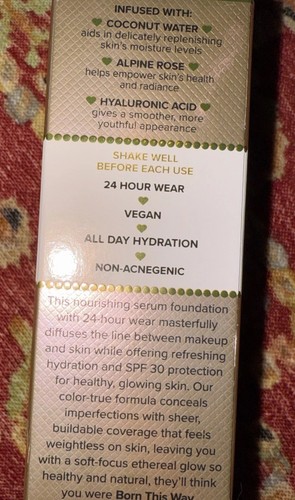 INFUSED WITH:
COCONUT WATER
aids in delicately replenishing
skin's moisture levels
ALPINE ROSE
helps empower skin's health
and radiance
HYALURONIC ACID
gives a smoother, more
youthful appearance
SHAKE WELL
BEFORE EACH USE
24 HOUR WEAR
VEGAN
ALL DAY HYDRATION
NON-ACNEGENIC
This nourishing serum foundation
with 24-hour wear masterfully
diffuses the line between makeup
and skin while offering refreshing
hydration and SPF 30 protection
for healthy, glowing skin. Our
color-true formula conceals
imperfections with sheer,
buildable coverage that feels
weightless on skin, leaving you
with a soft-focus ethereal glow so
healthy and natural, they'll think
you were Born This Way.